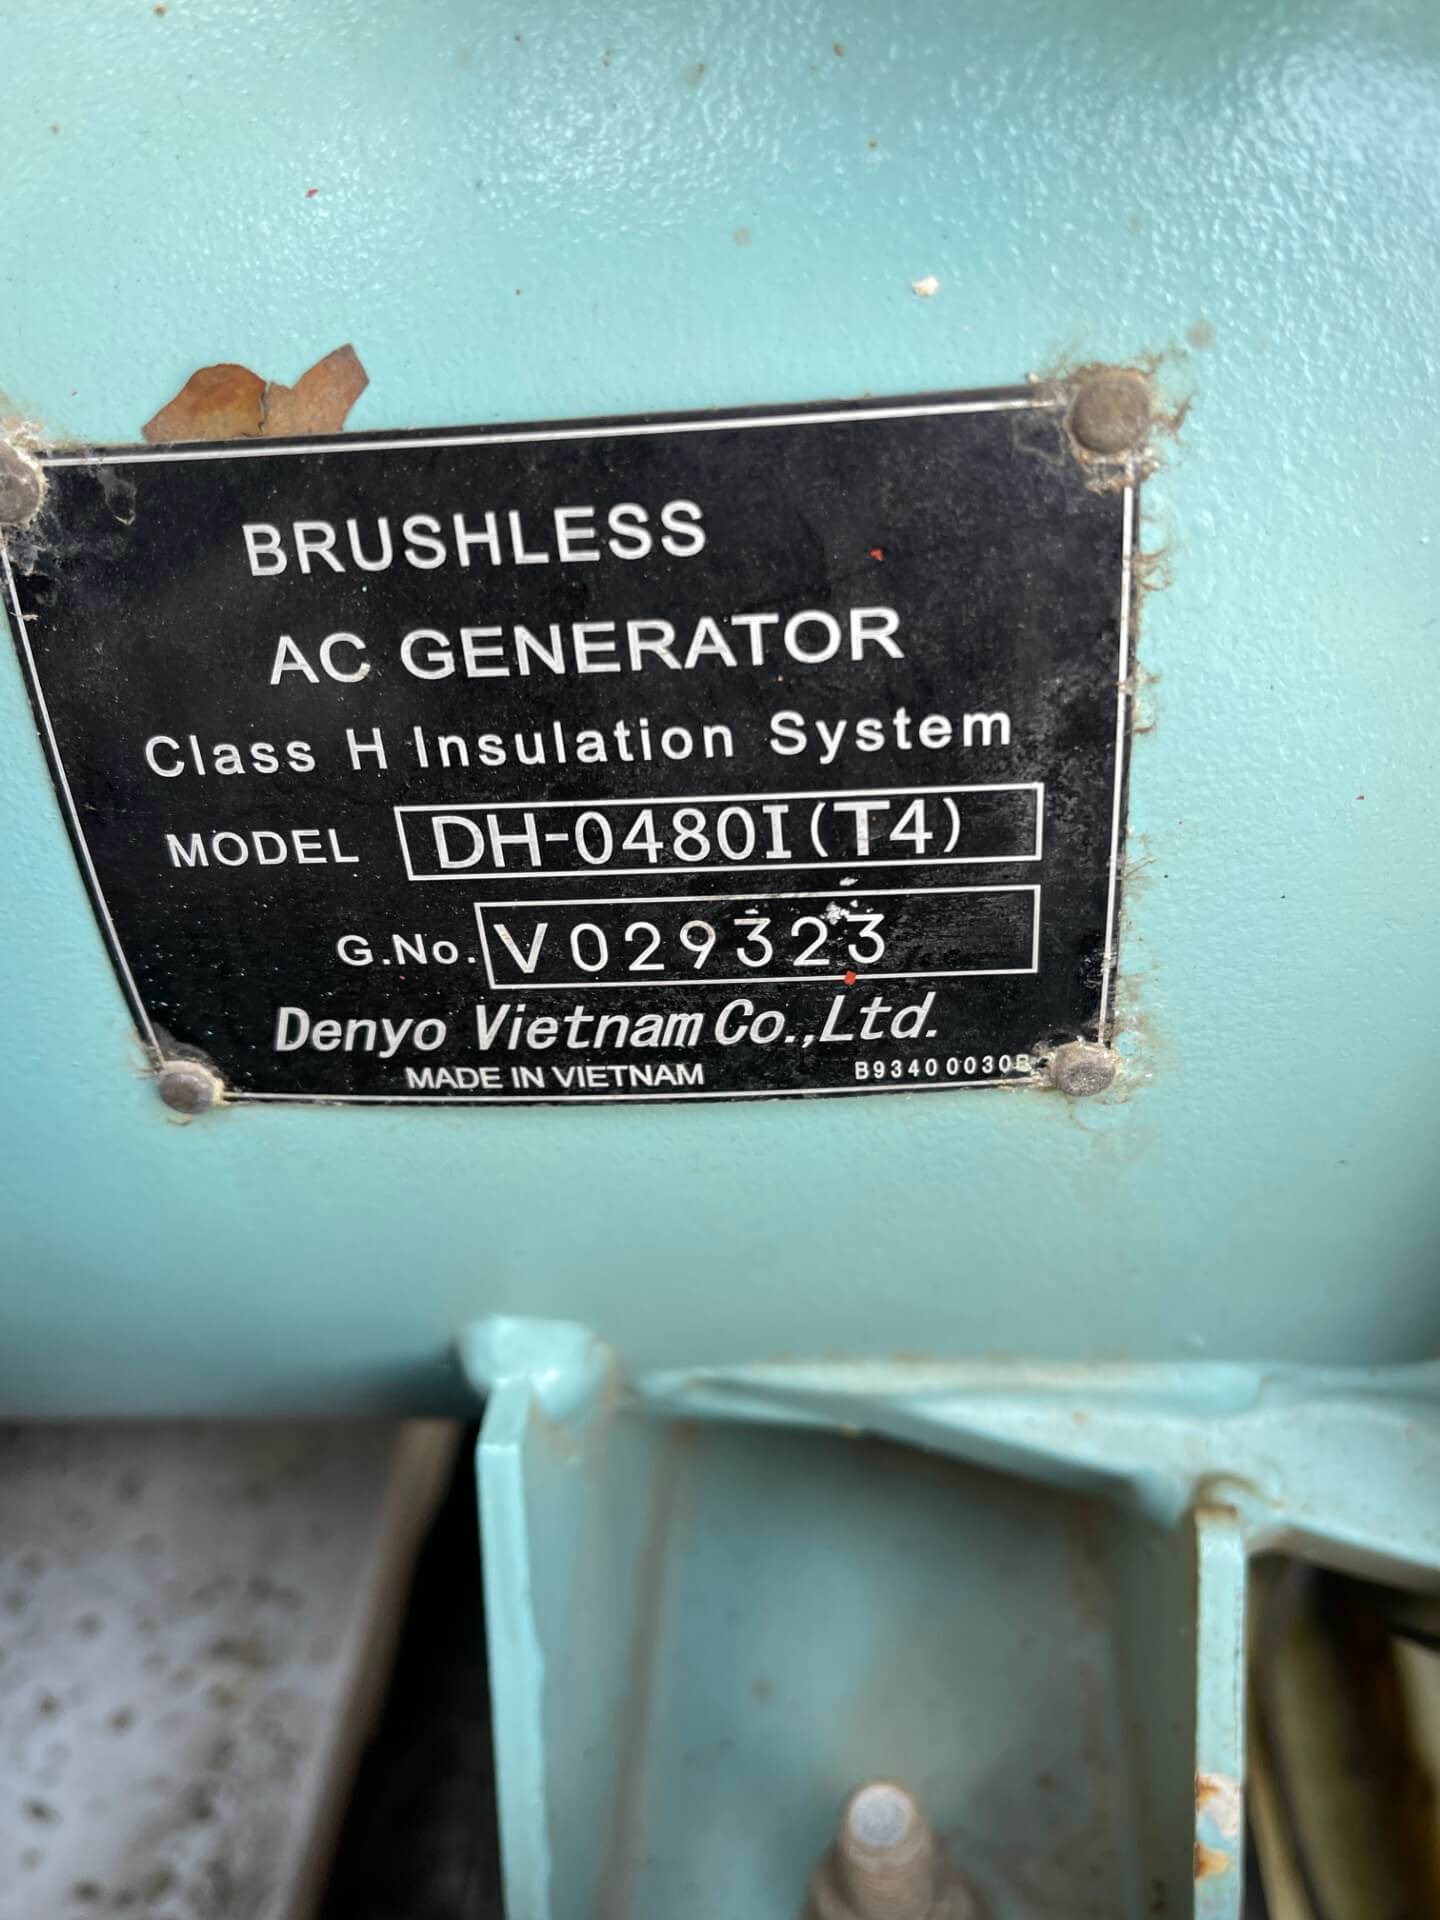 BRUSHLESS
AC GENERATOR
Class H Insulation System
MODEL DH-0480I(T4)
G.No. V029323
Denyo Vietnam Co.,Ltd.
MADE IN VIETNAM B93400030B